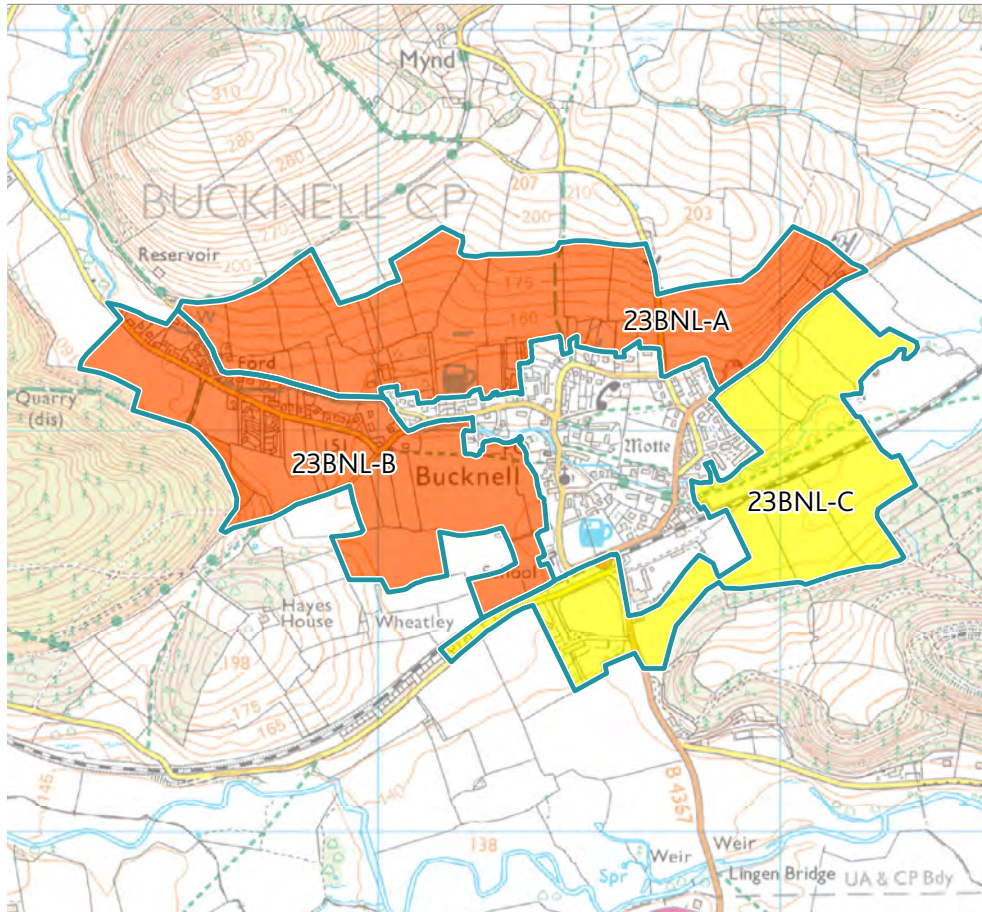 Mynd
310
280
260
BUCKNELL CP
207
210
203
270
200
Reservoir
200
175
160
23BNL-A
W
Ford
Quarry
(dis)
151
23BNL-B
Motte
Bucknell
23BNL-C
School
Hayes
House
Wheatley
198
175
165
145
140
B 4367
138
Weir
Weir
Spr
Lingen Bridge
UA & CP Bdy